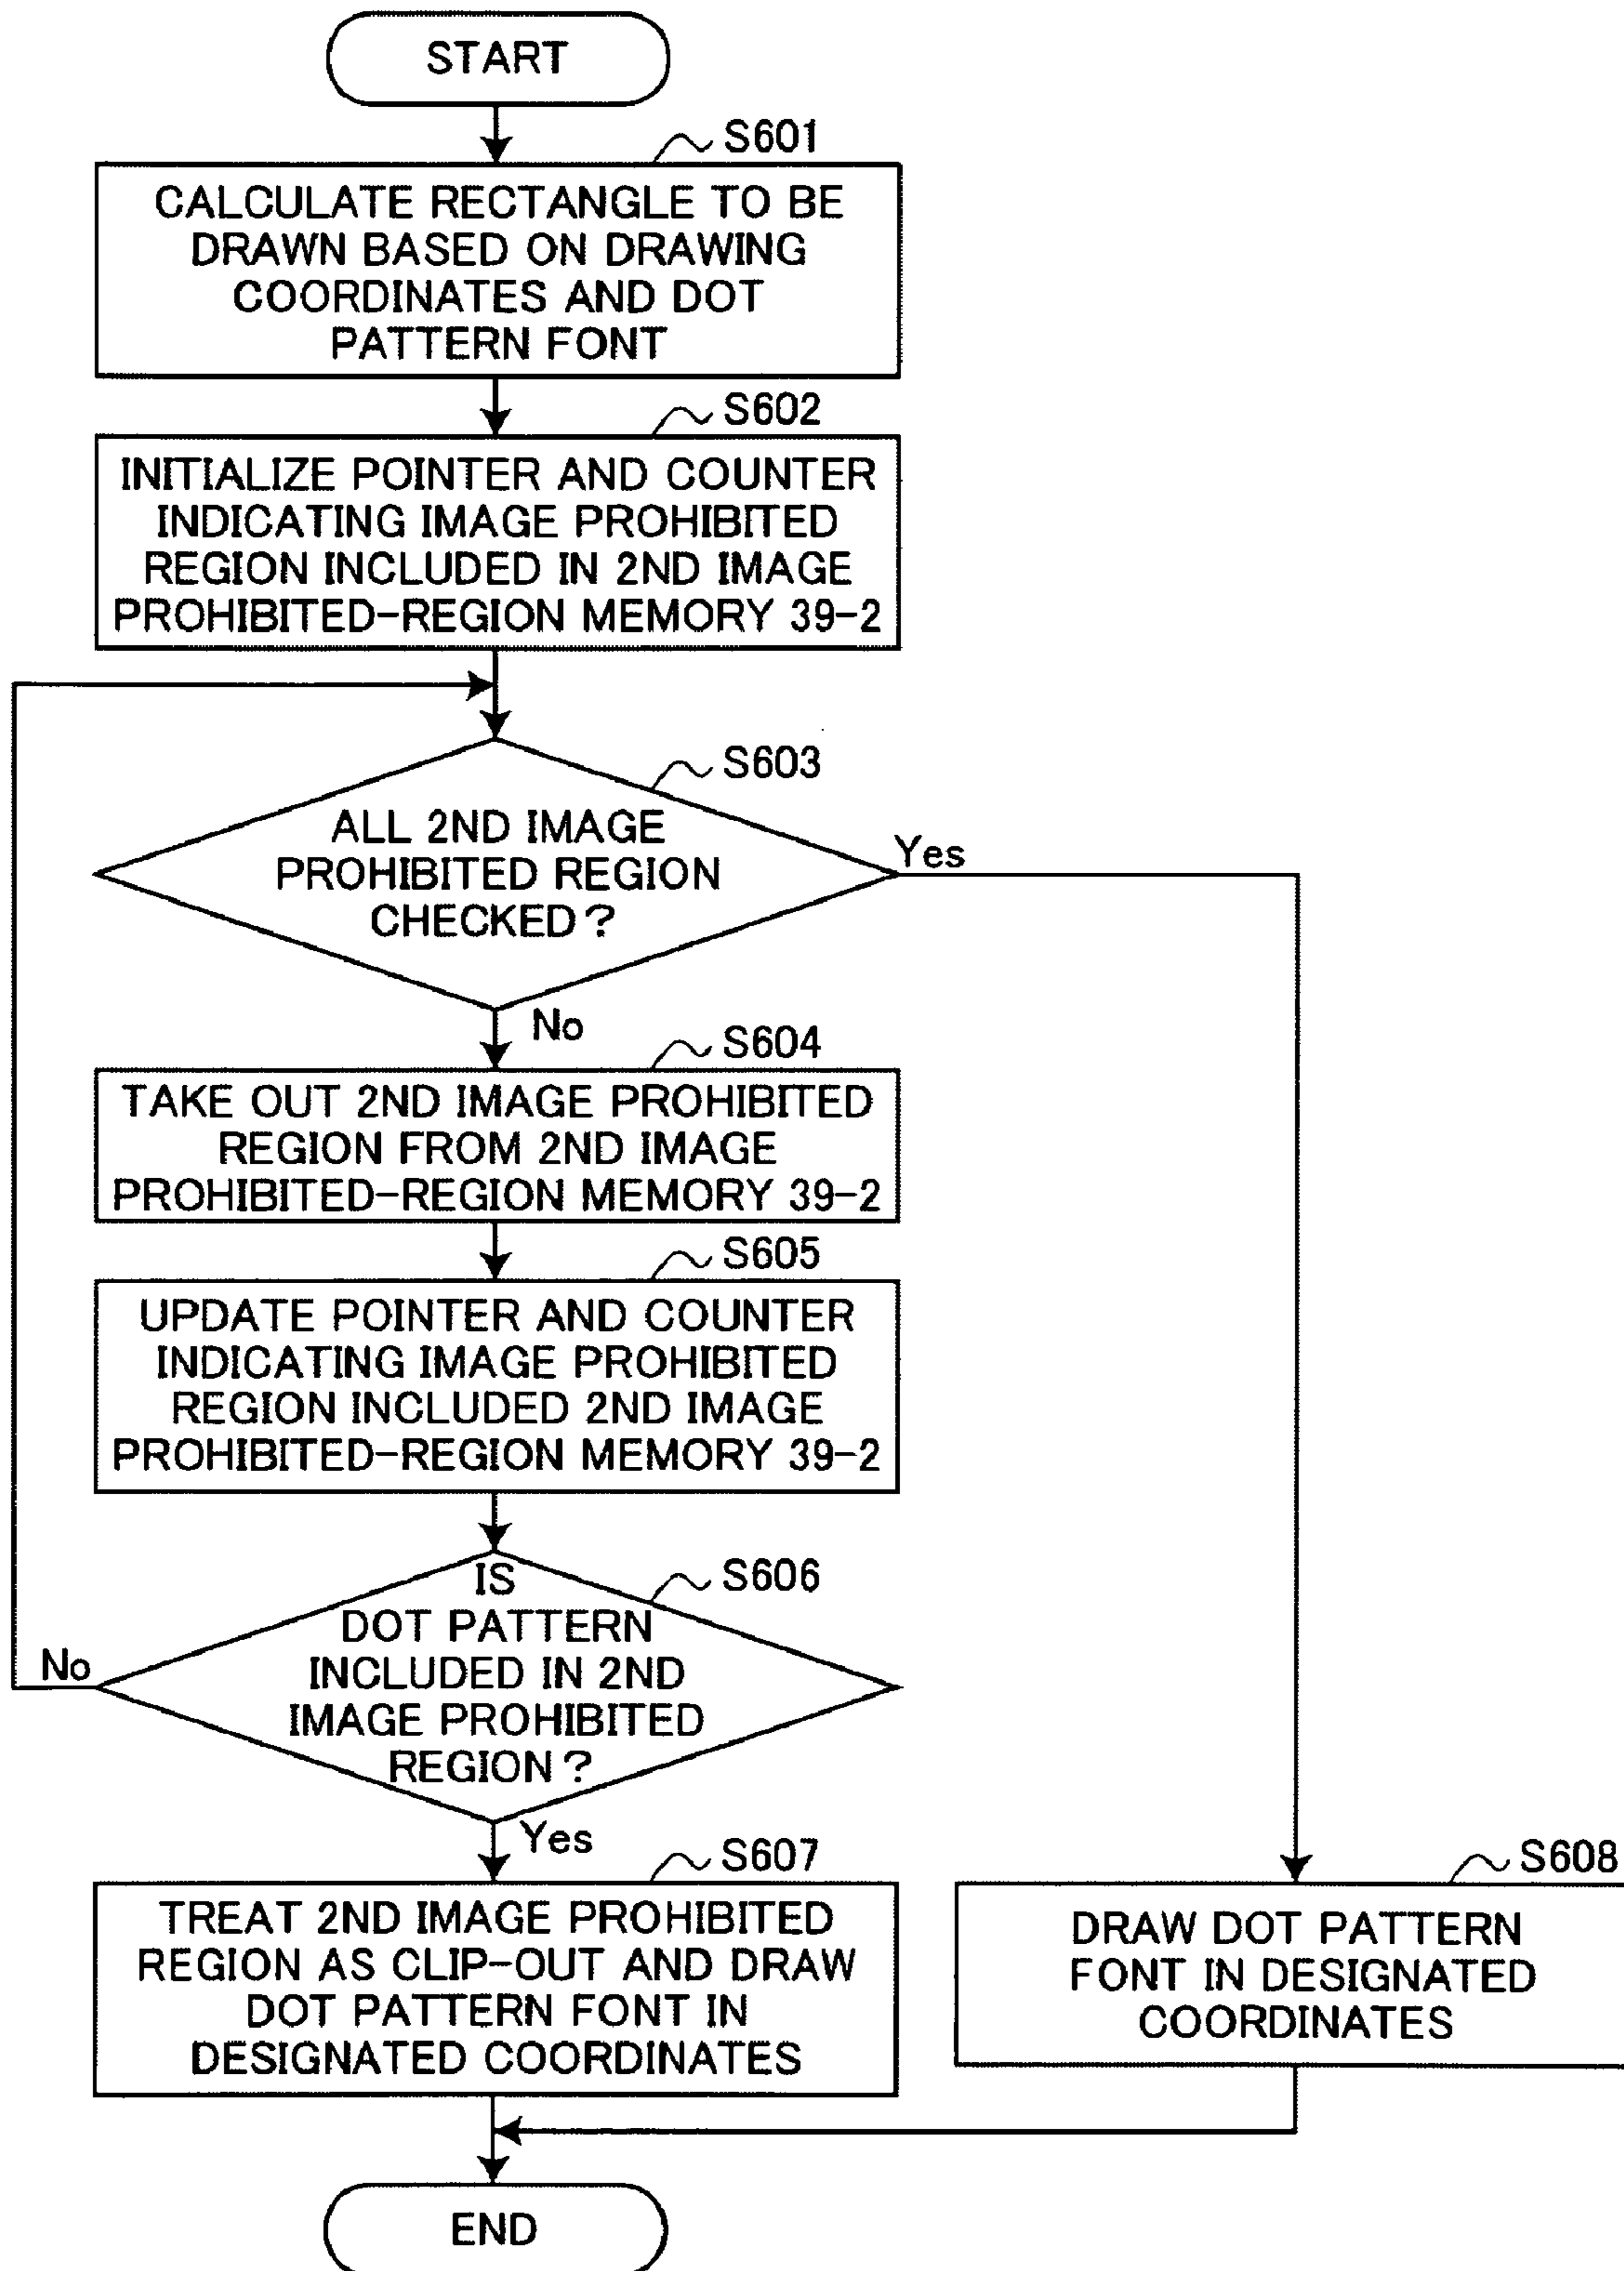 START
S601
CALCULATE RECTANGLE TO BE
DRAWN BASED ON DRAWING
COORDINATES AND DOT
PATTERN FONT
S602
INITIALIZE POINTER AND COUNTER
INDICATING IMAGE PROHIBITED
REGION INCLUDED IN 2ND IMAGE
PROHIBITED-REGION MEMORY 39-2
S603
ALL 2ND IMAGE
PROHIBITED REGION
CHECKED?
Yes
No
S604
TAKE OUT 2ND IMAGE PROHIBITED
REGION FROM 2ND IMAGE
PROHIBITED-REGION MEMORY 39-2
S605
UPDATE POINTER AND COUNTER
INDICATING IMAGE PROHIBITED
REGION INCLUDED 2ND IMAGE
PROHIBITED-REGION MEMORY 39-2
S606
IS
DOT PATTERN
INCLUDED IN 2ND
IMAGE PROHIBITED
REGION?
No
Yes
S607
TREAT 2ND IMAGE PROHIBITED
REGION AS CLIP-OUT AND DRAW
DOT PATTERN FONT IN
DESIGNATED COORDINATES
S608
DRAW DOT PATTERN
FONT IN DESIGNATED
COORDINATES
END